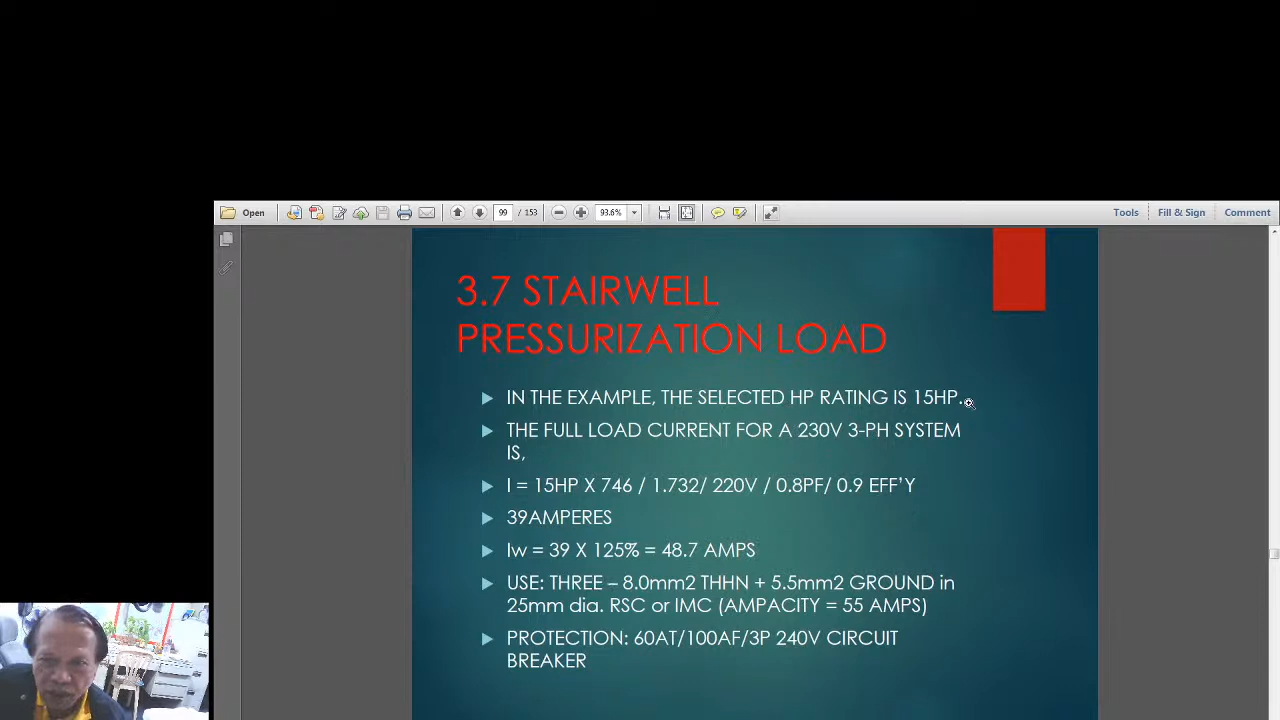 Open
99 / 153
93.6%
Tools
Fill & Sign
Comment
3.7 STAIRWELL
PRESSURIZATION LOAD
IN THE EXAMPLE, THE SELECTED HP RATING IS 15HP.
THE FULL LOAD CURRENT FOR A 230V 3-PH SYSTEM
IS,
I = 15HP X 746 / 1.732/ 220V / 0.8PF/ 0.9 EFF'Y
39AMPERES
Iw = 39 X 125% = 48.7 AMPS
USE: THREE – 8.0mm2 THHN + 5.5mm2 GROUND in
25mm dia. RSC or IMC (AMPACITY = 55 AMPS)
PROTECTION: 60AT/100AF/3P 240V CIRCUIT
BREAKER